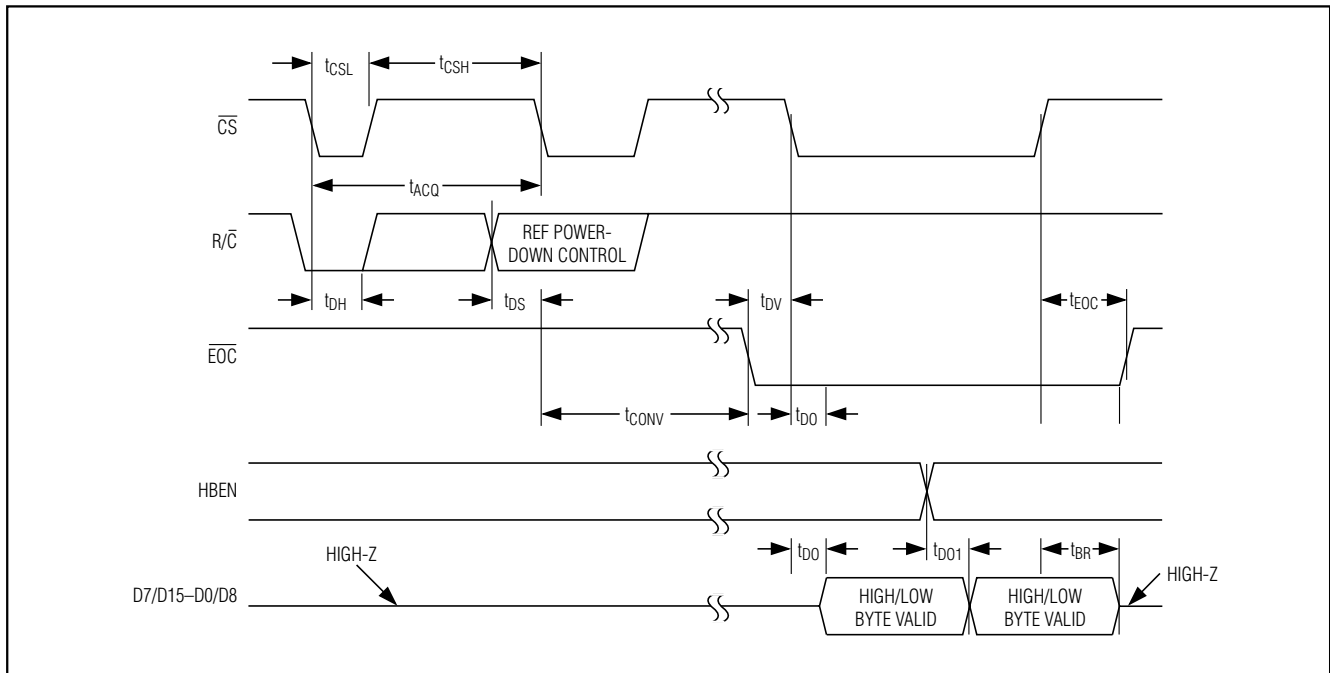 tCSL
tCSH
CS
tACQ
R/C
REF POWER-
DOWN CONTROL
tDH
tDS
tDV
tEOC
EOC
tCONV
tDO
HBEN
HIGH-Z
tDO
tDO1
tBR
HIGH-Z
D7/D15–D0/D8
HIGH/LOW
BYTE VALID
HIGH/LOW
BYTE VALID